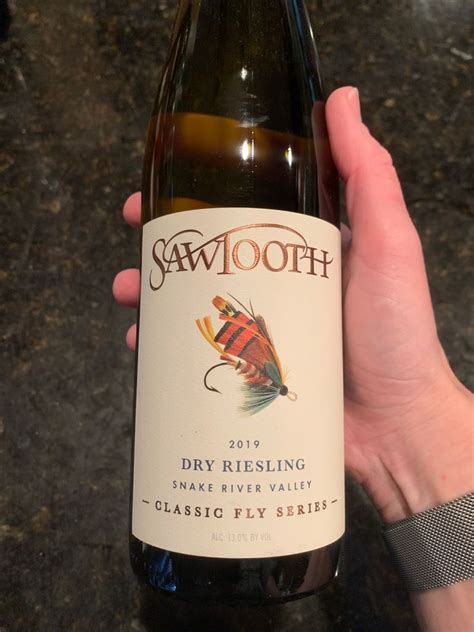 SAWTOOTH
2019
DRY RIESLING
SNAKE RIVER VALLEY
- CLASSIC FLY SERIES -
ALC. 13.0% BY VOL